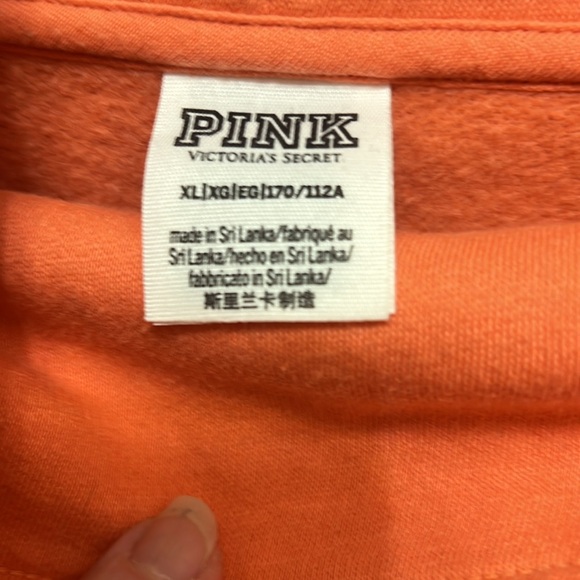 PINK
VICTORIA'S SECRET
XL|XG|EG|170/112A
made in Sri Lanka/fabriqué au
Sri Lanka/hecho en Sri Lanka/
fabbricato in Sri Lanka/
斯里兰卡制造